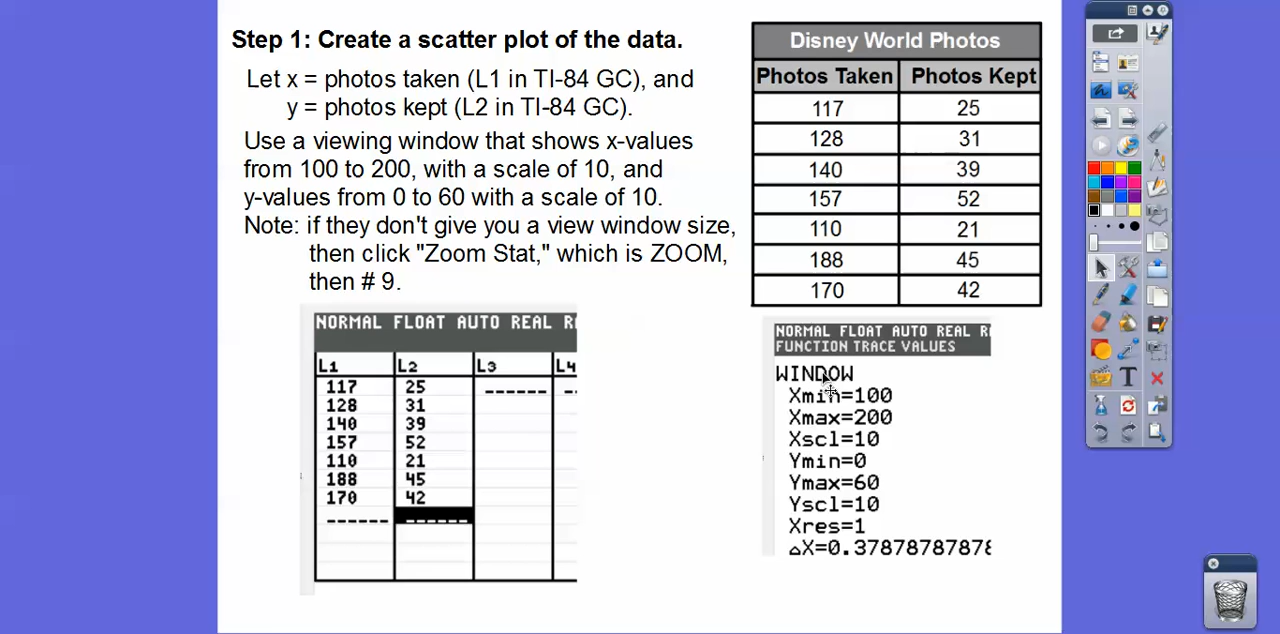 Step 1: Create a scatter plot of the data.
Let x = photos taken (L1 in TI-84 GC), and
y = photos kept (L2 in TI-84 GC).
Use a viewing window that shows x-values
from 100 to 200, with a scale of 10, and
y-values from 0 to 60 with a scale of 10.
Note: if they don't give you a view window size,
then click "Zoom Stat," which is ZOOM,
then # 9.
Disney World Photos
Photos Taken Photos Kept
117 25
128 31
140 39
157 52
110 21
188 45
170 42
NORMAL FLOAT AUTO REAL
L1 L2 L3 L4
117 25 ------
128 31
140 39
157 52
110 21
188 45
170 42
------ ------
NORMAL FLOAT AUTO REAL
FUNCTION TRACE VALUES
WINDOW
Xmin=100
Xmax=200
Xscl=10
Ymin=0
Ymax=60
Yscl=10
Xres=1
△X=0.37878787878
T